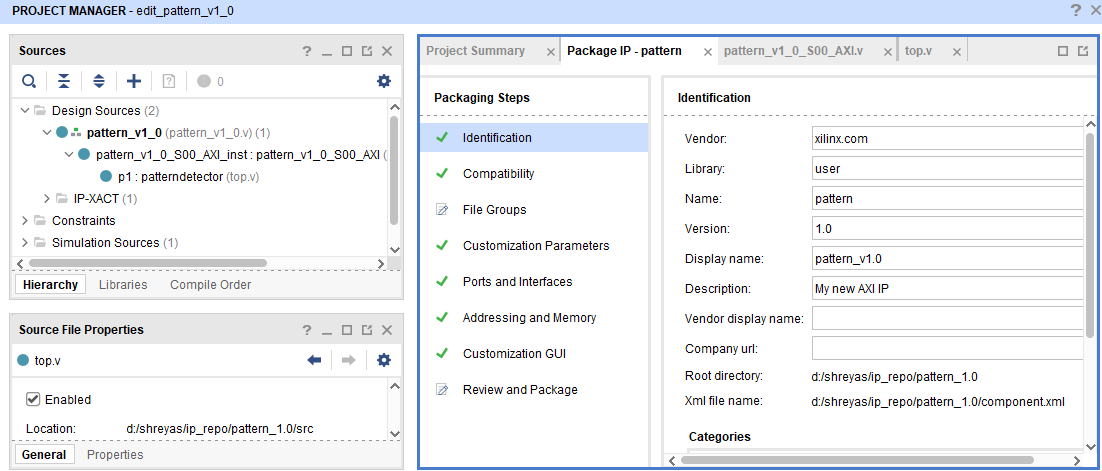 PROJECT MANAGER - edit_pattern_v1_0
Sources
0
Design Sources (2)
pattern_v1_0 (pattern_v1_0.v) (1)
pattern_v1_0_S00_AXI_inst : pattern_v1_0_S00_AXI (
p1 : patterndetector (top.v)
IP-XACT (1)
Constraints
Simulation Sources (1)
Hierarchy Libraries Compile Order
Source File Properties
top.v
Enabled
Location: d:/shreyas/ip_repo/pattern_1.0/src
General Properties
Project Summary Package IP - pattern pattern_v1_0_S00_AXI.v top.v
Packaging Steps
Identification
Compatibility
File Groups
Customization Parameters
Ports and Interfaces
Addressing and Memory
Customization GUI
Review and Package
Identification
Vendor: xilinx.com
Library: user
Name: pattern
Version: 1.0
Display name: pattern_v1.0
Description: My new AXI IP
Vendor display name:
Company url:
Root directory: d:/shreyas/ip_repo/pattern_1.0
Xml file name: d:/shreyas/ip_repo/pattern_1.0/component.xml
Categories